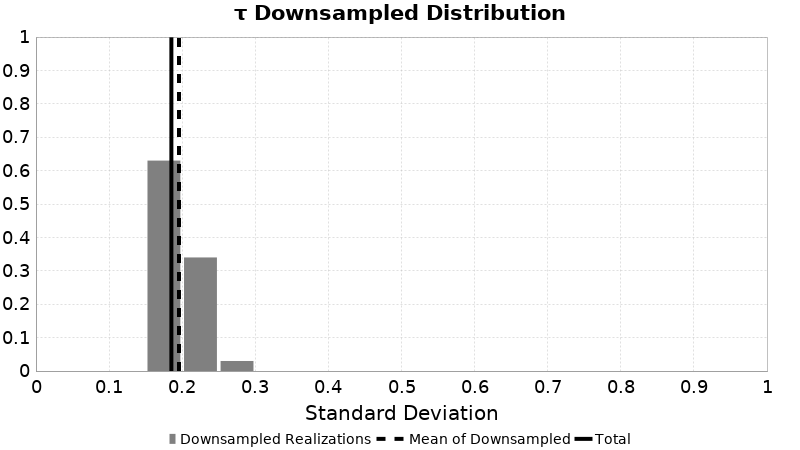 τ Downsampled Distribution
1
0.9
0.8
0.7
0.6
0.5
0.4
0.3
0.2
0.1
0
0 0.1 0.2 0.3 0.4 0.5 0.6 0.7 0.8 0.9 1
Standard Deviation
Downsampled Realizations Mean of Downsampled Total